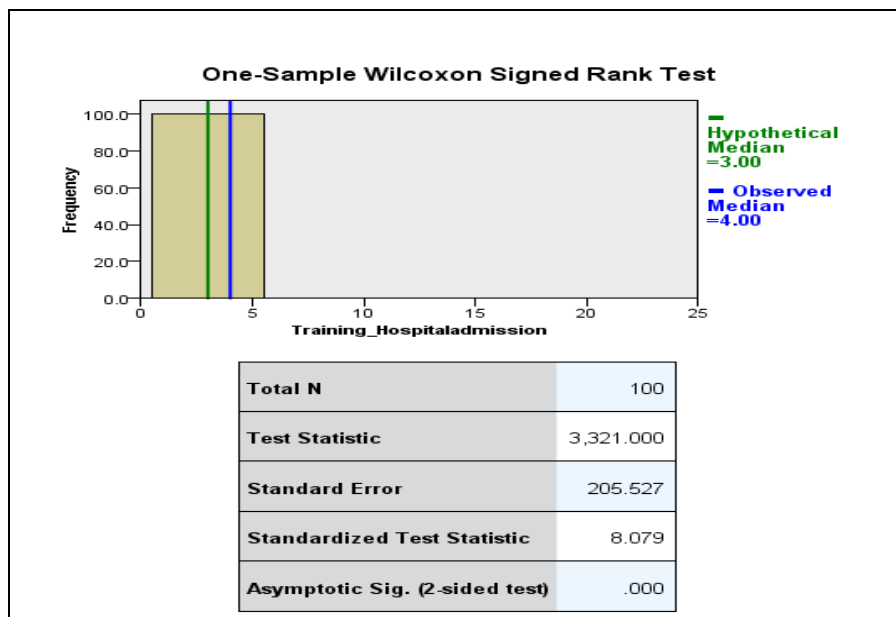 One-Sample Wilcoxon Signed Rank Test
100.0
80.0
60.0
40.0
20.0
0.0
Frequency
0
5
10
15
20
25
Training_Hospitaladmission
Hypothetical
Median
=3.00
Observed
Median
=4.00
Total N 100
Test Statistic 3,321.000
Standard Error 205.527
Standardized Test Statistic 8.079
Asymptotic Sig. (2-sided test) .000